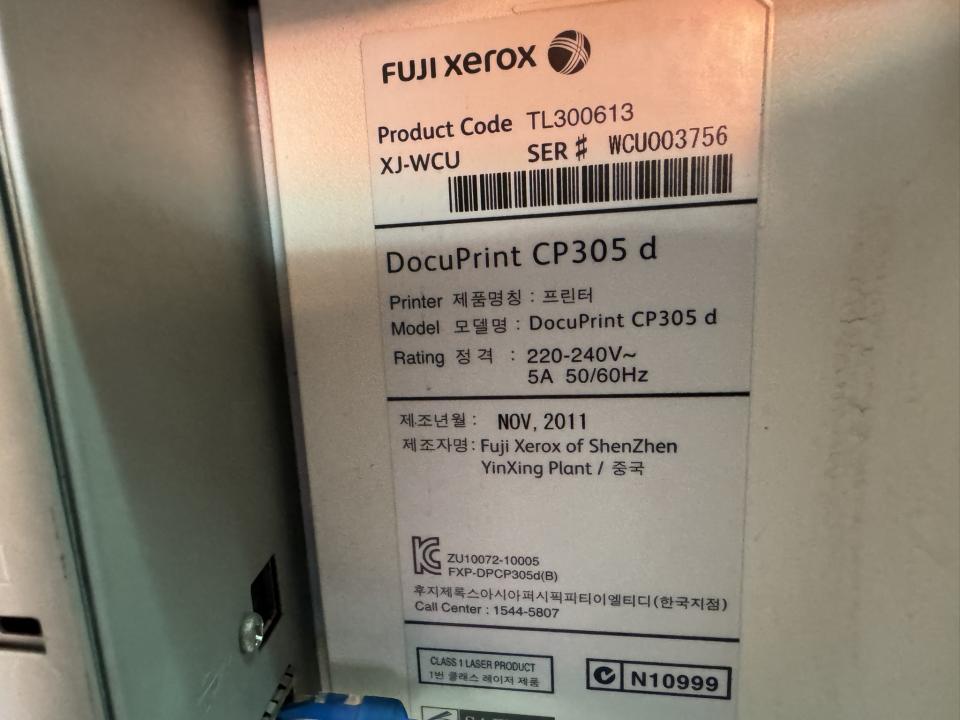 FUJI xerox
Product Code TL300613
XJ-WCU SER # WCU003756
DocuPrint CP305 d
Printer 제품명칭 : 프린터
Model 모델명 : DocuPrint CP305 d
Rating 정 격 : 220-240V~
5A 50/60Hz
제조년월 : NOV, 2011
제조자명: Fuji Xerox of ShenZhen
YinXing Plant / 중국
ZU10072-10005
FXP-DPCP305d(B)
후지제록스아시아퍼시픽피티이엘티디(한국지점)
Call Center : 1544-5807
CLASS 1 LASER PRODUCT
1번 클래스 레이저 제품
N10999